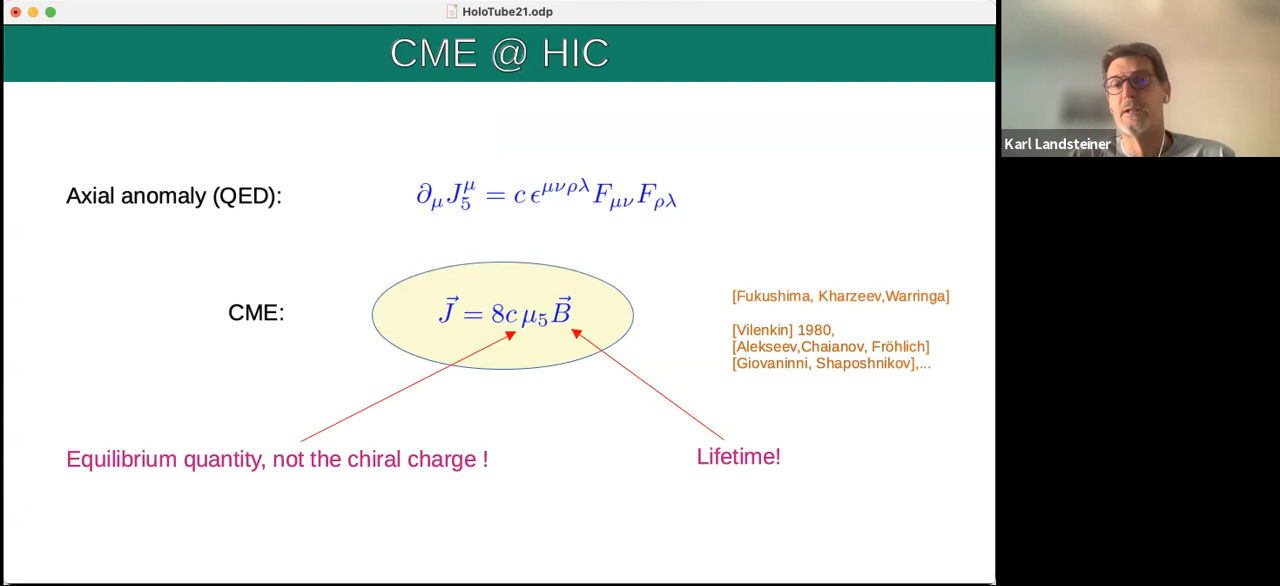 HoloTube21.odp
CME @ HIC
Karl Landsteiner
Axial anomaly (QED):
∂_μ J_5^μ = c ε^{μνρλ} F_{μν} F_{ρλ}
CME:
J⃗ = 8c μ_5 B⃗
[Fukushima, Kharzeev,Warringa]
[Vilenkin] 1980,
[Alekseev,Chaianov, Fröhlich]
[Giovaninni, Shaposhnikov],...
Equilibrium quantity, not the chiral charge !
Lifetime!